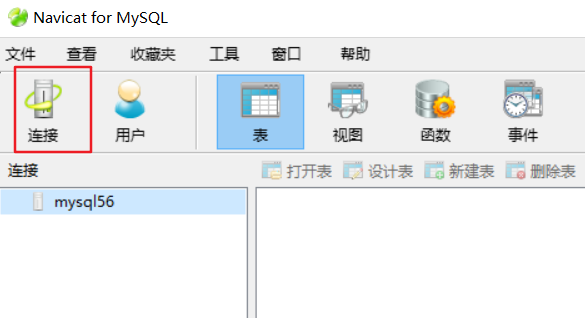 Navicat for MySQL
文件 查看 收藏夹 工具 窗口 帮助
连接 用户 表 视图 函数 事件
连接 打开表 设计表 新建表 删除表
mysql56